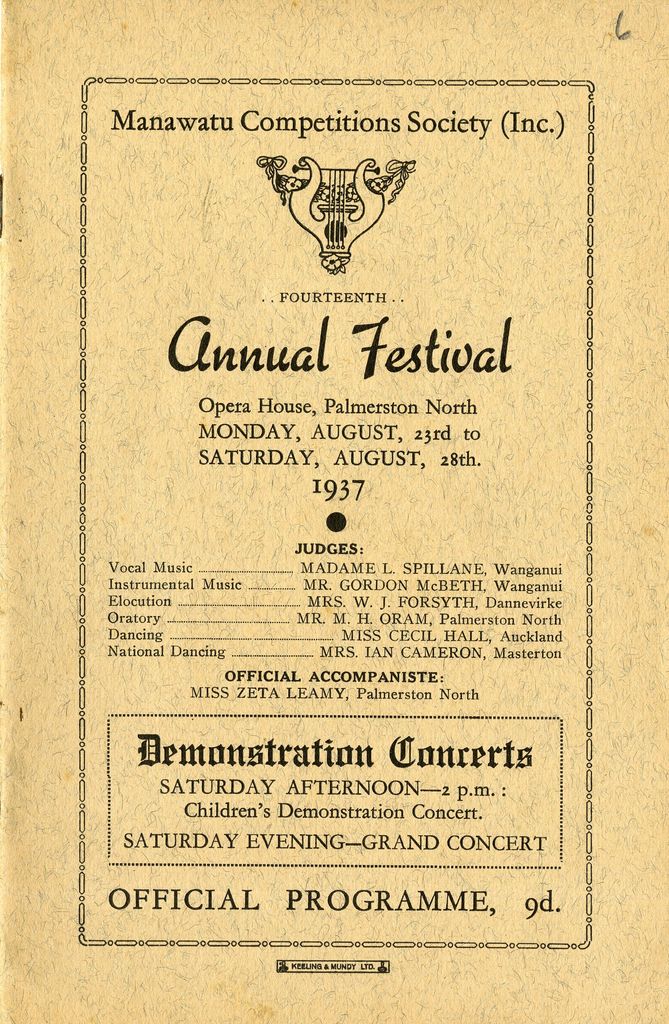 6
Manawatu Competitions Society (Inc.)
. . FOURTEENTH . .
Annual Festival
Opera House, Palmerston North
MONDAY, AUGUST, 23rd to
SATURDAY, AUGUST, 28th.
1937
JUDGES:
Vocal Music ........ MADAME L. SPILLANE, Wanganui
Instrumental Music ........ MR. GORDON McBETH, Wanganui
Elocution ........ MRS. W. J. FORSYTH, Dannevirke
Oratory ........ MR. M. H. ORAM, Palmerston North
Dancing ........ MISS CECIL HALL, Auckland
National Dancing ........ MRS. IAN CAMERON, Masterton
OFFICIAL ACCOMPANISTE:
MISS ZETA LEAMY, Palmerston North
Demonstration Concerts
SATURDAY AFTERNOON—2 p.m. :
Children's Demonstration Concert.
SATURDAY EVENING—GRAND CONCERT
OFFICIAL PROGRAMME, 9d.
KEELING & MUNDY LTD.